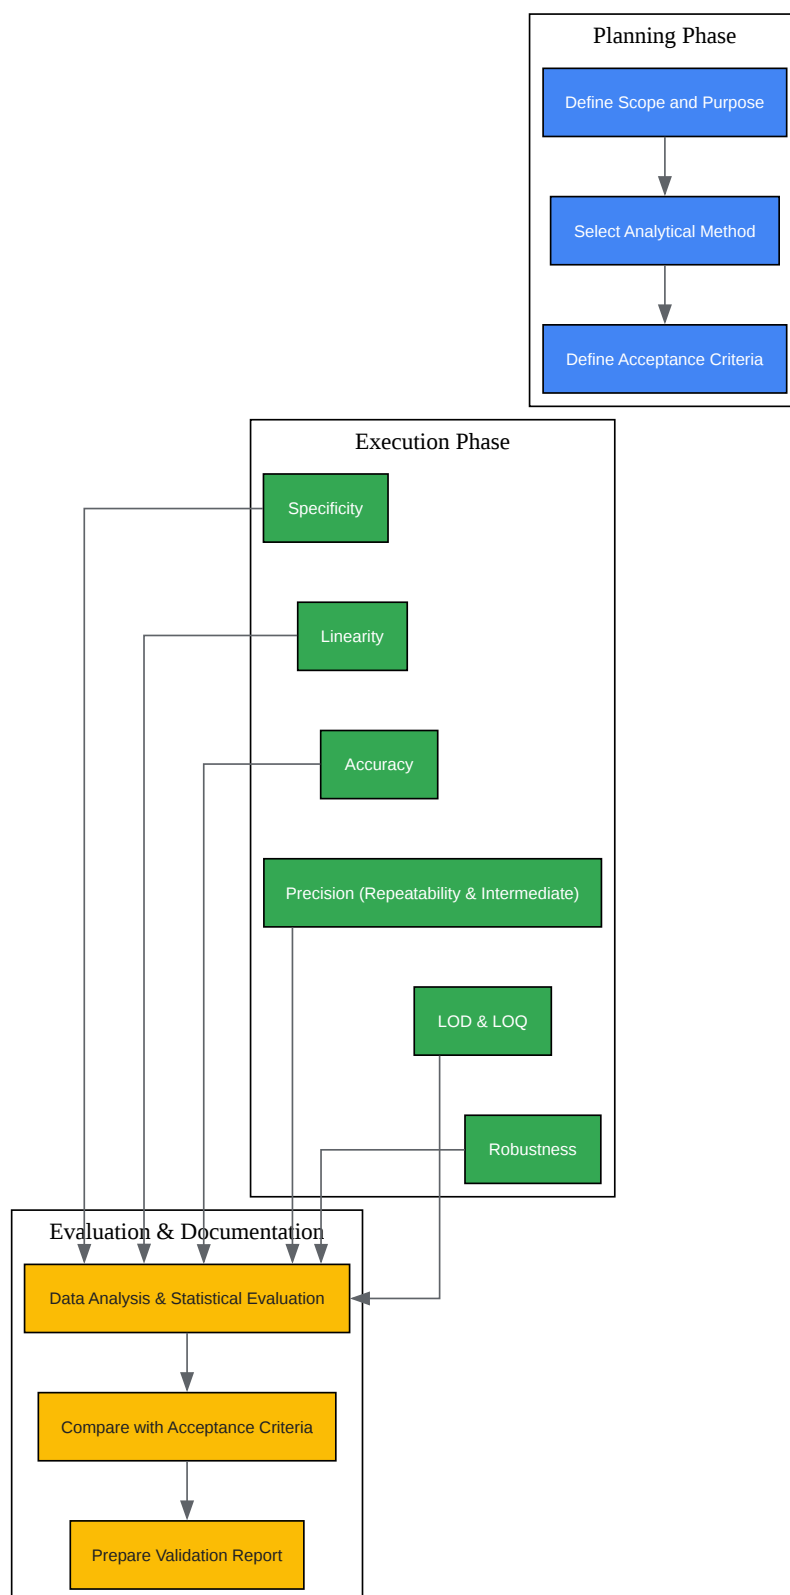 Planning Phase
Define Scope and Purpose
Select Analytical Method
Define Acceptance Criteria
Execution Phase
Specificity
Linearity
Accuracy
Precision (Repeatability & Intermediate)
LOD & LOQ
Robustness
Evaluation & Documentation
Data Analysis & Statistical Evaluation
Compare with Acceptance Criteria
Prepare Validation Report